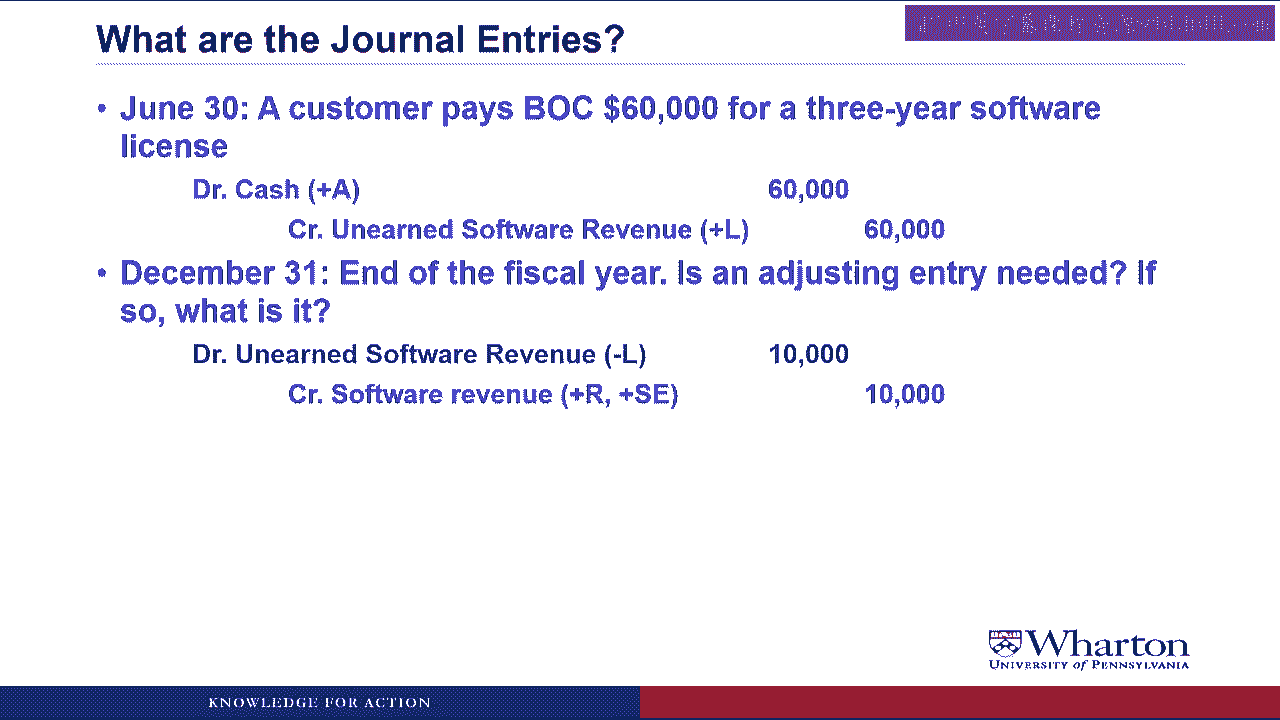 What are the Journal Entries?
• June 30: A customer pays BOC $60,000 for a three-year software
license
Dr. Cash (+A) 60,000
Cr. Unearned Software Revenue (+L) 60,000
• December 31: End of the fiscal year. Is an adjusting entry needed? If
so, what is it?
Dr. Unearned Software Revenue (-L) 10,000
Cr. Software revenue (+R, +SE) 10,000
Wharton
UNIVERSITY of PENNSYLVANIA
KNOWLEDGE FOR ACTION